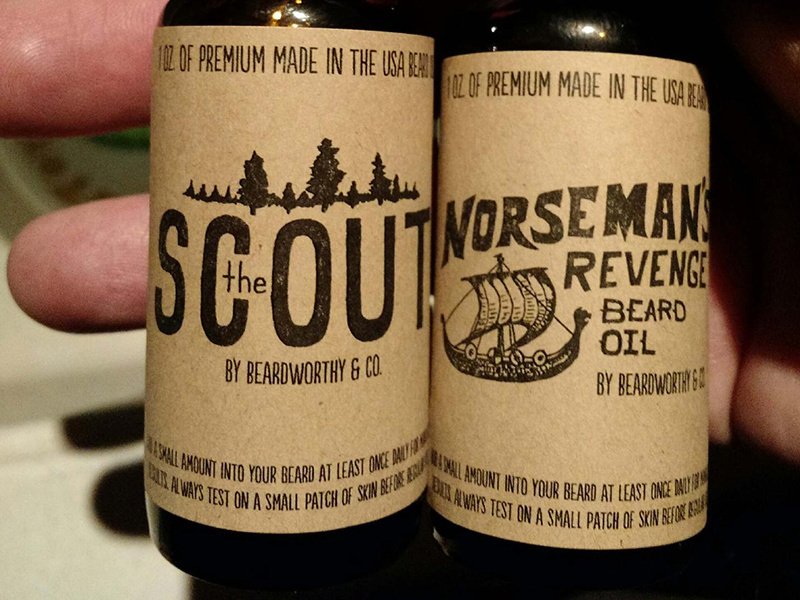 1 OZ. OF PREMIUM MADE IN THE USA BEARD
the
SCOUT
BY BEARDWORTHY & CO.
A SMALL AMOUNT INTO YOUR BEARD AT LEAST ONCE DAILY FOR
RESULTS. ALWAYS TEST ON A SMALL PATCH OF SKIN BEFORE
1 OZ. OF PREMIUM MADE IN THE USA
NORSEMAN'S
REVENGE
BEARD
OIL
BY BEARDWORTHY & CO.
A SMALL AMOUNT INTO YOUR BEARD AT LEAST ONCE DAILY FOR
RESULTS. ALWAYS TEST ON A SMALL PATCH OF SKIN BEFORE